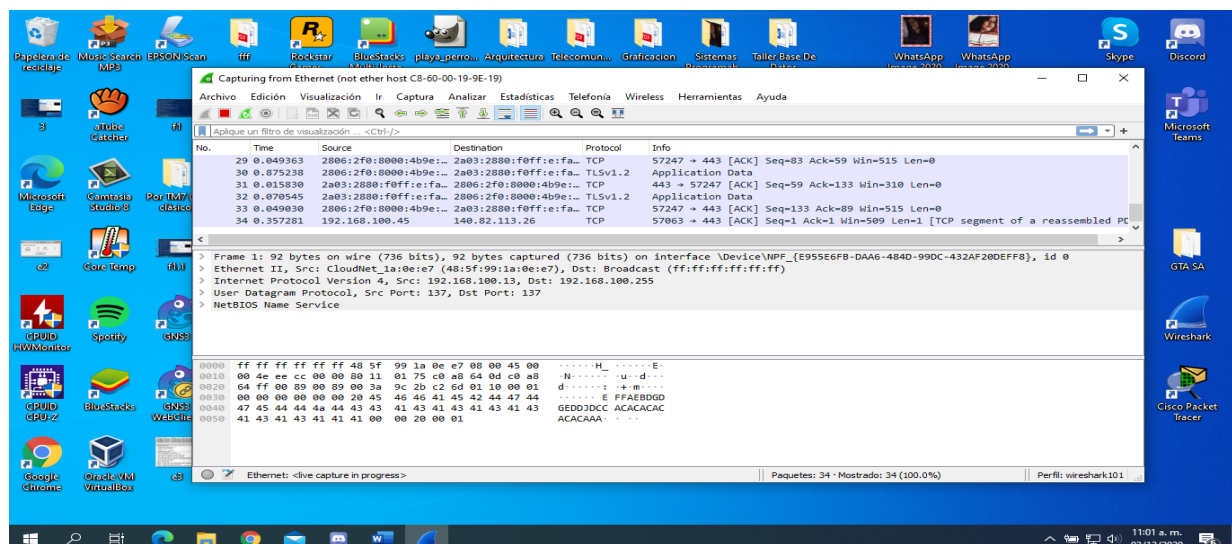 Papelera de reciclaje
Music Search MP3
EPSON Scan
fff
Rockstar
BlueStacks
playa_perro...
Arquitectura
Telecomun...
Graficacion
Sistemas
Taller Base De
WhatsApp
WhatsApp
Skype
Discord
3
aTube Catcher
Microsoft Edge
Camtasia Studio 8
Core Temp
CPUID HWMonitor
Spotify
GNS3
CPUID CPU-Z
BlueStacks
GNS3
Google Chrome
Oracle VM VirtualBox
Microsoft Teams
GTA SA
Wireshark
Cisco Packet Tracer
Capturing from Ethernet (not ether host C8-60-00-19-9E-19)
Archivo Edición Visualización Ir Captura Analizar Estadísticas Telefonía Wireless Herramientas Ayuda
Aplique un filtro de visualización ... <Ctrl-/>
No. Time Source Destination Protocol Info
29 0.049363 2806:2f0:8000:4b9e:... 2a03:2880:f0ff:e:fa... TCP 57247 → 443 [ACK] Seq=83 Ack=59 Win=515 Len=0
30 0.875238 2806:2f0:8000:4b9e:... 2a03:2880:f0ff:e:fa... TLSv1.2 Application Data
31 0.015830 2a03:2880:f0ff:e:fa... 2806:2f0:8000:4b9e:... TCP 443 → 57247 [ACK] Seq=59 Ack=133 Win=310 Len=0
32 0.070545 2a03:2880:f0ff:e:fa... 2806:2f0:8000:4b9e:... TLSv1.2 Application Data
33 0.049030 2806:2f0:8000:4b9e:... 2a03:2880:f0ff:e:fa... TCP 57247 → 443 [ACK] Seq=133 Ack=89 Win=515 Len=0
34 0.357281 192.168.100.45 140.82.113.26 TCP 57063 → 443 [ACK] Seq=1 Ack=1 Win=509 Len=1 [TCP segment of a reassembled
Frame 1: 92 bytes on wire (736 bits), 92 bytes captured (736 bits) on interface \Device\NPF_{E955E6FB-DAA6-484D-99DC-432AF20DEFF8}, id 0
Ethernet II, Src: CloudNet_1a:0e:e7 (48:5f:99:1a:0e:e7), Dst: Broadcast (ff:ff:ff:ff:ff:ff)
Internet Protocol Version 4, Src: 192.168.100.13, Dst: 192.168.100.255
User Datagram Protocol, Src Port: 137, Dst Port: 137
NetBIOS Name Service
0000 ff ff ff ff ff ff 48 5f 99 1a 0e e7 08 00 45 00 ······H_ ······E·
0010 00 4e ee cc 00 00 80 11 01 75 c0 a8 64 0d c0 a8 ·N······ ·u··d···
0020 64 ff 00 89 00 89 00 3a 9c 2b c2 6d 01 10 00 01 d······: ·+·m····
0030 00 00 00 00 00 00 20 45 46 46 41 45 42 44 47 44 ······ E FFAEBDGD
0040 47 45 44 44 4a 44 43 43 41 43 41 43 41 43 41 43 GEDDJDCC ACACACAC
0050 41 43 41 43 41 41 41 00 00 20 00 01 ACACAAA· · ··
Ethernet: <live capture in progress>
Paquetes: 34 · Mostrado: 34 (100.0%)
Perfil: wireshark101
11:01 a. m.